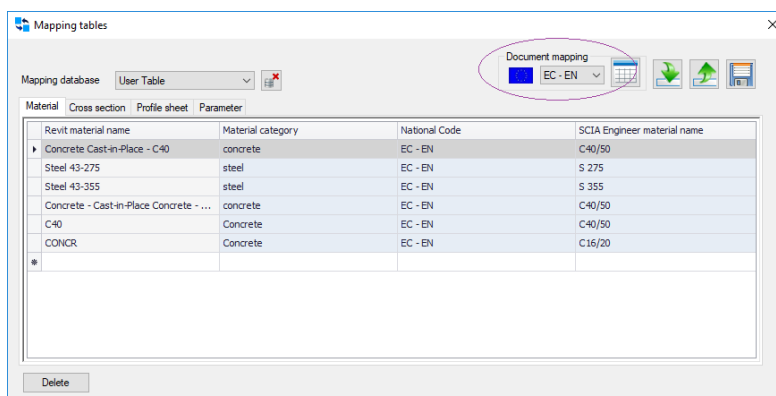 Mapping tables
Document mapping
Mapping database User Table EC - EN
Material Cross section Profile sheet Parameter
Revit material name Material category National Code SCIA Engineer material name
Concrete Cast-in-Place - C40 concrete EC - EN C40/50
Steel 43-275 steel EC - EN S 275
Steel 43-355 steel EC - EN S 355
Concrete - Cast-in-Place Concrete - ... concrete EC - EN C40/50
C40 Concrete EC - EN C40/50
CONCR Concrete EC - EN C16/20
Delete